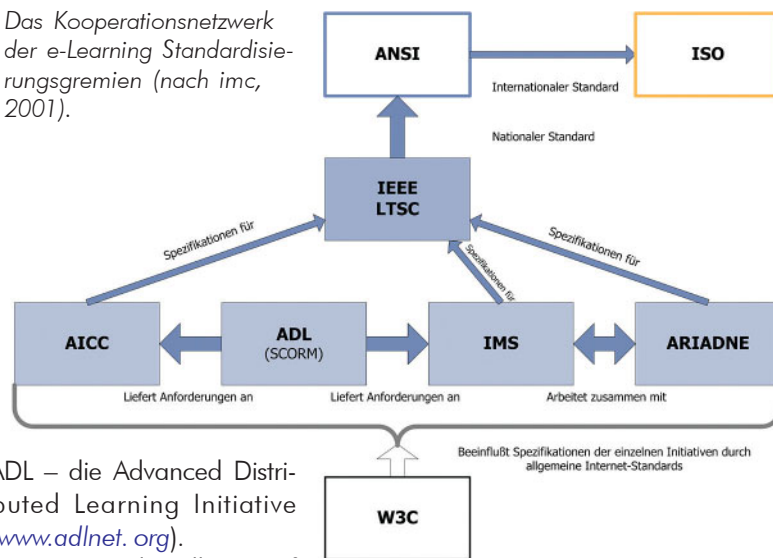 Das Kooperationsnetzwerk
der e-Learning Standardisie-
rungsgremien (nach imc,
2001).
ANSI
ISO
Internationaler Standard
Nationaler Standard
IEEE
LTSC
Spezifikationen für
Spezifikationen für
Spezifikationen für
AICC
ADL
(SCORM)
IMS
ARIADNE
Liefert Anforderungen an
Liefert Anforderungen an
Arbeitet zusammen mit
Beeinflußt Spezifikationen der einzelnen Initiativen durch
allgemeine Internet-Standards
W3C
ADL – die Advanced Distri-
buted Learning Initiative
www.adlnet. org).